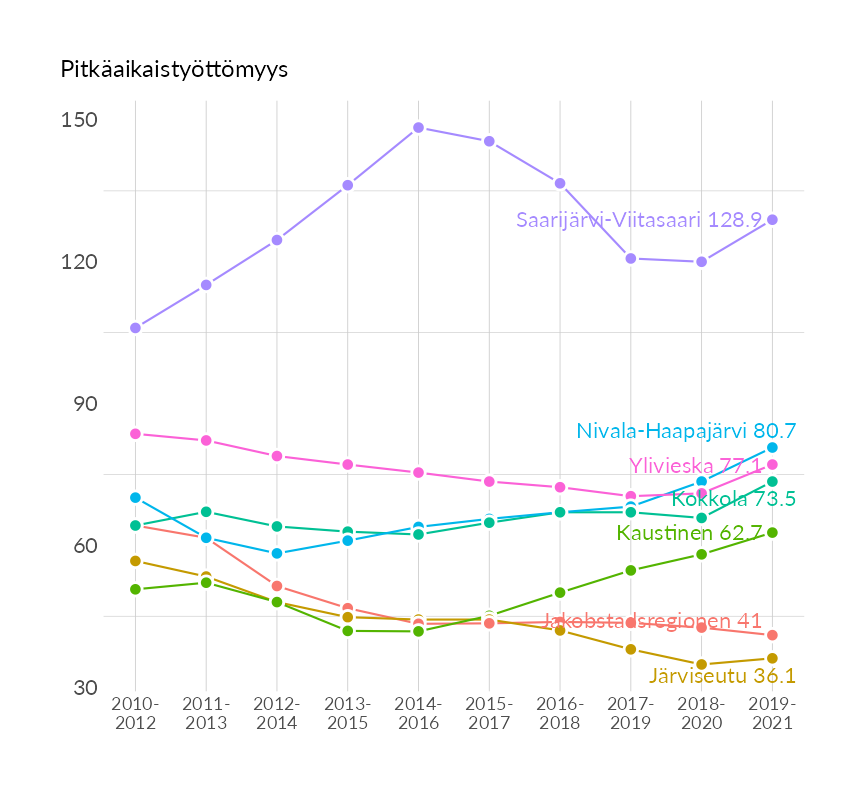 Pitkäaikaistyöttömyys
150
Saarijärvi-Viitasaari 128.9
120
90
Nivala-Haapajärvi 80.7
Ylivieska 77.1
Kokkola 73.5
Kaustinen 62.7
60
Jakobstadsregionen 41
Järviseutu 36.1
30
2010- 2011- 2012- 2013- 2014- 2015- 2016- 2017- 2018- 2019-
2012 2013 2014 2015 2016 2017 2018 2019 2020 2021